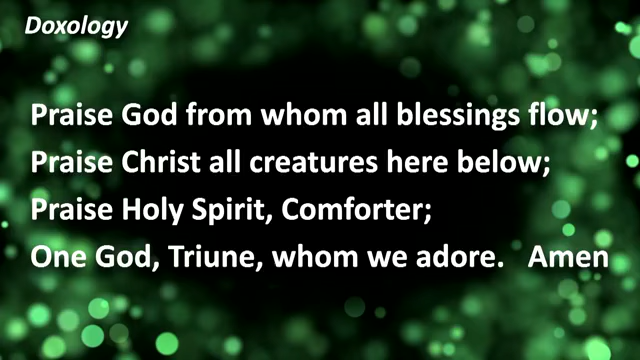 Doxology
Praise God from whom all blessings flow;
Praise Christ all creatures here below;
Praise Holy Spirit, Comforter;
One God, Triune, whom we adore. Amen